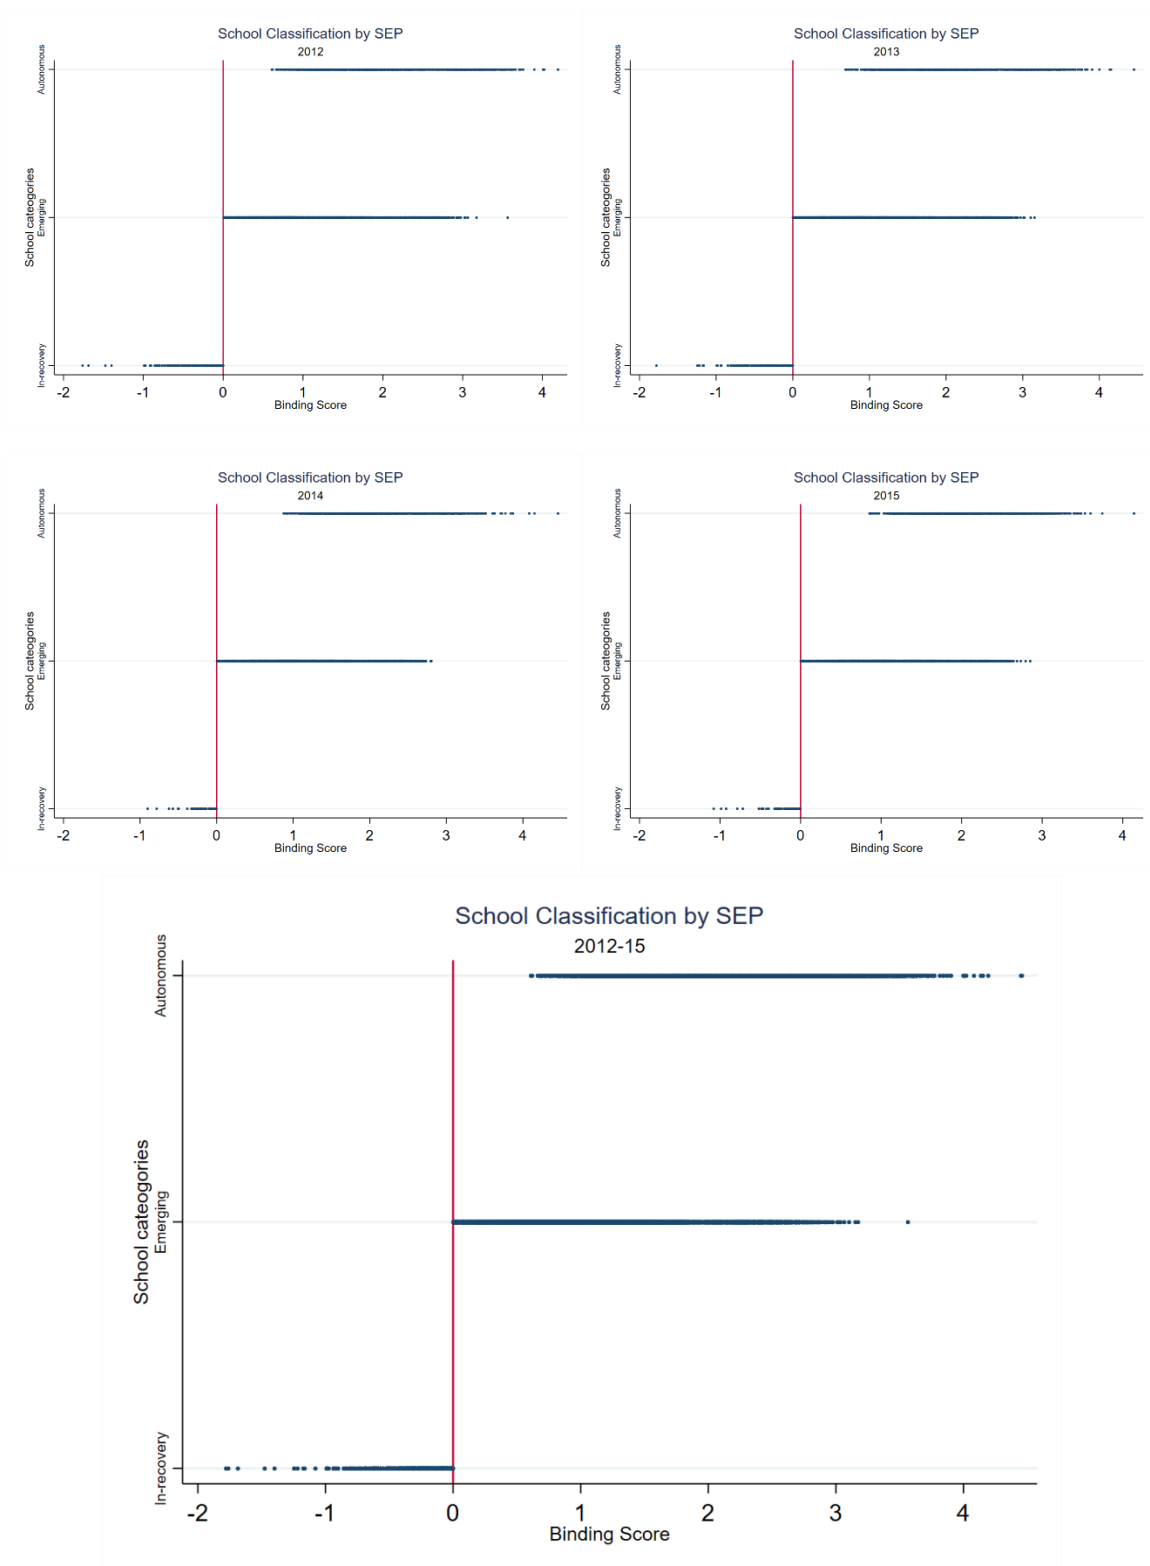 School Classification by SEP
2012
School cateogories
Autonomous
Emerging
In-recovery
-2 -1 0 1 2 3 4
Binding Score
School Classification by SEP
2013
School cateogories
Autonomous
Emerging
In-recovery
-2 -1 0 1 2 3 4
Binding Score
School Classification by SEP
2014
School cateogories
Autonomous
Emerging
In-recovery
-2 -1 0 1 2 3 4
Binding Score
School Classification by SEP
2015
School cateogories
Autonomous
Emerging
In-recovery
-2 -1 0 1 2 3 4
Binding Score
School Classification by SEP
2012-15
School cateogories
Autonomous
Emerging
In-recovery
-2 -1 0 1 2 3 4
Binding Score